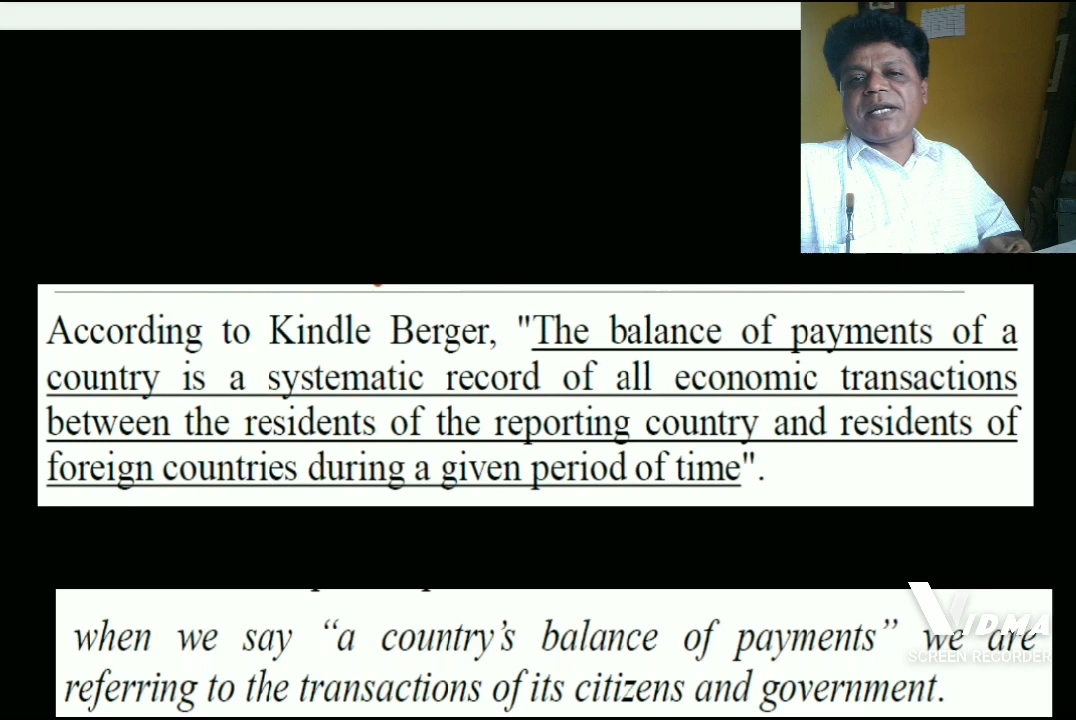 According to Kindle Berger, "The balance of payments of a
country is a systematic record of all economic transactions
between the residents of the reporting country and residents of
foreign countries during a given period of time".
when we say “a country’s balance of payments” we are
referring to the transactions of its citizens and government.
VIDMA
SCREEN RECORDER